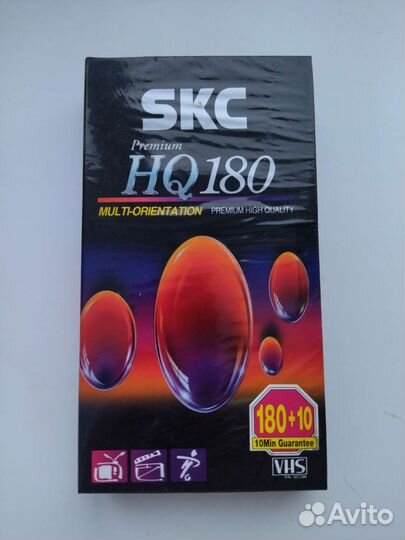 SKC
Premium
HQ180
MULTI-ORIENTATION PREMIUM HIGH QUALITY
180+10
10Min Guarantee
VHS
Avito